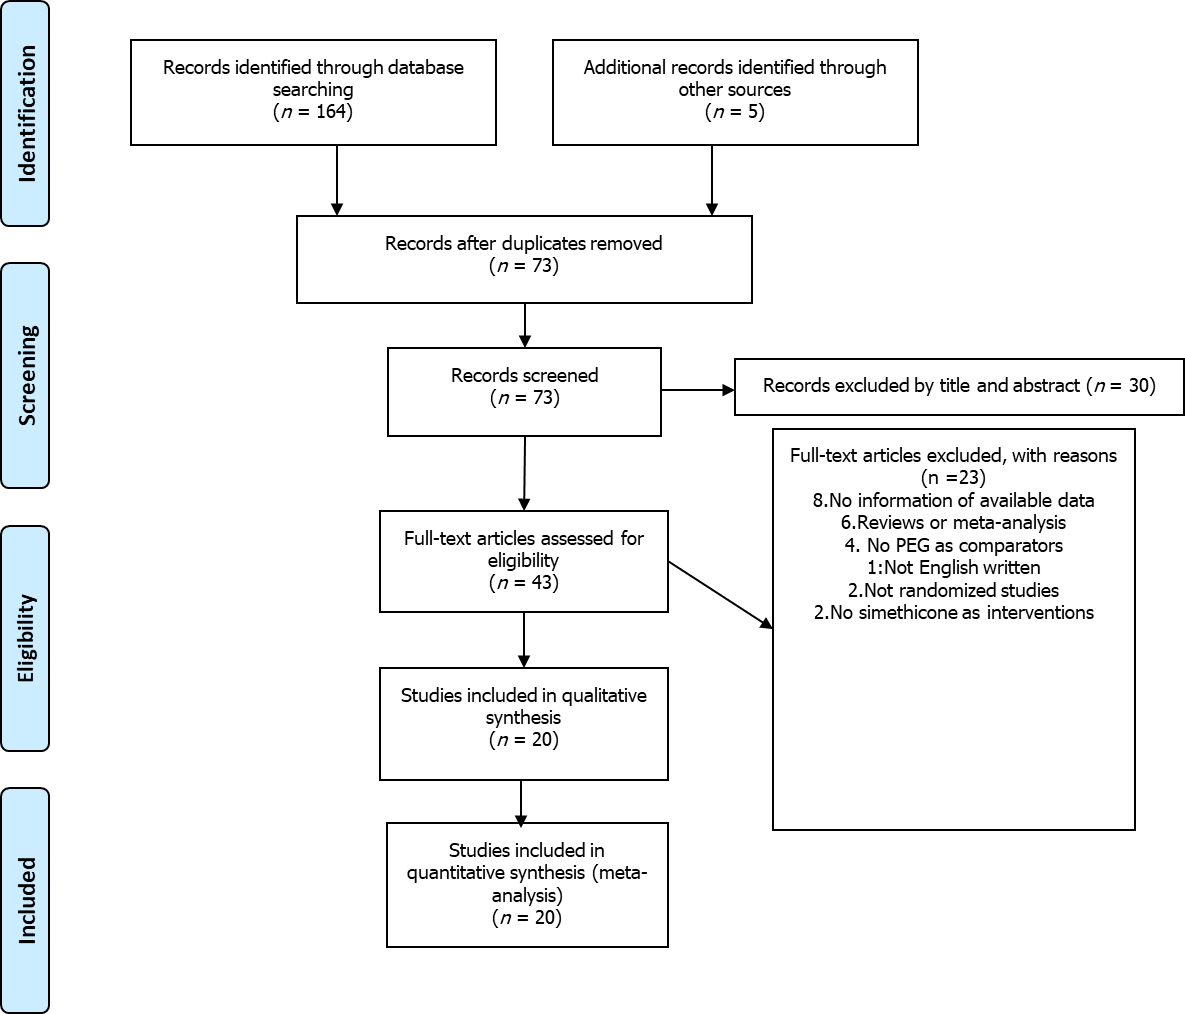 Identification
Records identified through database
searching
(n = 164)
Additional records identified through
other sources
(n = 5)
Records after duplicates removed
(n = 73)
Screening
Records screened
(n = 73)
Records excluded by title and abstract (n = 30)
Full-text articles excluded, with reasons
(n =23)
8.No information of available data
6.Reviews or meta-analysis
4. No PEG as comparators
1:Not English written
2.Not randomized studies
2.No simethicone as interventions
Eligibility
Full-text articles assessed for
eligibility
(n = 43)
Studies included in qualitative
synthesis
(n = 20)
Included
Studies included in
quantitative synthesis (meta-
analysis)
(n = 20)